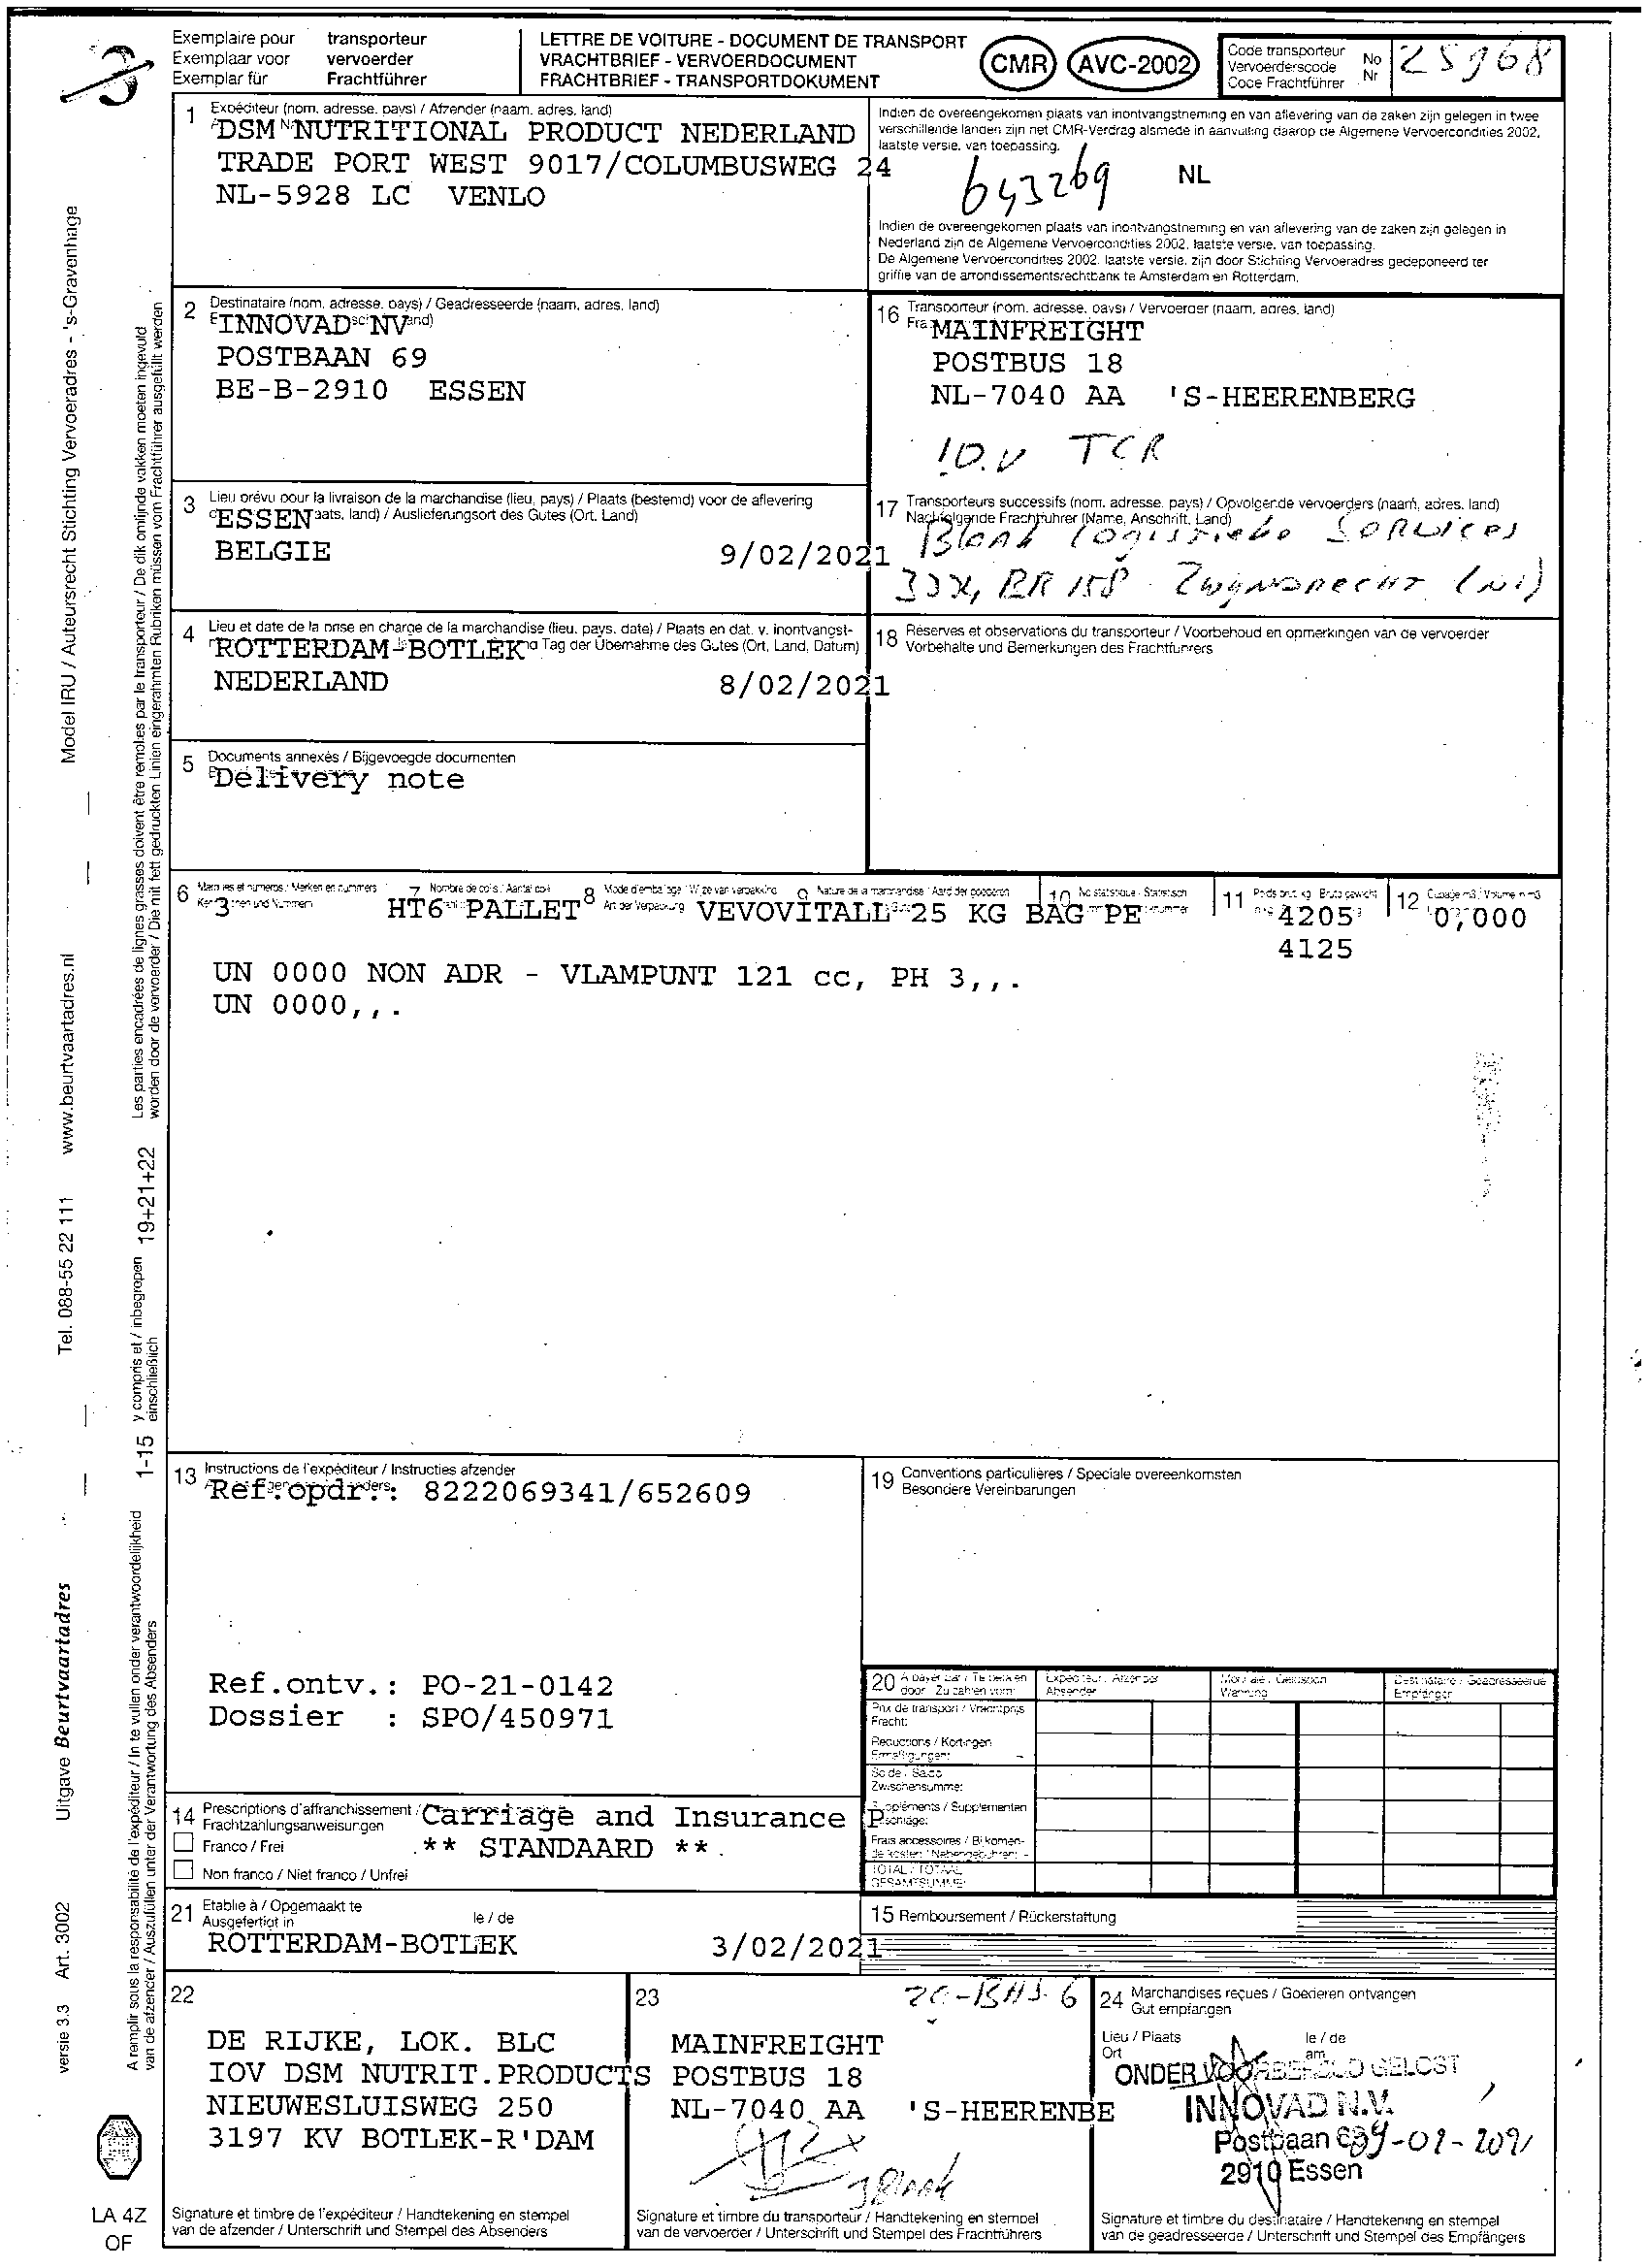 Exemplaire pour transporteur
Exemplaar voor vervoerder
Exemplar für Frachtführer
LETTRE DE VOITURE - DOCUMENT DE TRANSPORT
VRACHTBRIEF - VERVOERDOCUMENT
FRACHTBRIEF - TRANSPORTDOKUMENT
CMR AVC-2002
Code transporteur No
Vervoerderscode Nr
Code Frachtführer
25968
1 Expéditeur (nom, adresse, pays) / Afzender (naam, adres, land)
DSM NUTRITIONAL PRODUCT NEDERLAND
TRADE PORT WEST 9017/COLUMBUSWEG 24
NL-5928 LC VENLO
Indien de overeengekomen plaats van inontvangstneming en van aflevering van de zaken zijn gelegen in twee
verschillende landen zijn het CMR-Verdrag alsmede in aanvulling daarop de Algemene Vervoercondities 2002,
laatste versie, van toepassing.
643269 NL
Indien de overeengekomen plaats van inontvangstneming en van aflevering van de zaken zijn gelegen in
Nederland zijn de Algemene Vervoercondities 2002, laatste versie, van toepassing.
De Algemene Vervoercondities 2002, laatste versie, zijn door Stichting Vervoeradres gedeponeerd ter
griffie van de arrondissementsrechtbank te Amsterdam en Rotterdam.
2 Destinataire (nom, adresse, pays) / Geadresseerde (naam, adres, land)
INNOVAD NV
POSTBAAN 69
BE-B-2910 ESSEN
16 Transporteur (nom, adresse, pays) / Vervoerder (naam, adres, land)
MAINFREIGHT
POSTBUS 18
NL-7040 AA 'S-HEERENBERG
I.O.V TCR
3 Lieu prévu pour la livraison de la marchandise (lieu, pays) / Plaats (bestemd) voor de aflevering
ESSEN aats, land) / Auslieferungsort des Gutes (Ort, Land)
BELGIE 9/02/2021
17 Transporteurs successifs (nom, adresse, pays) / Opvolgende vervoerders (naam, adres, land)
Nachfolgende Frachtführer (Name, Anschrift, Land)
Blonk Logistieke Services
BR 158 Zwijndrecht (Nl)
4 Lieu et date de la prise en charge de la marchandise (lieu, pays, date) / Plaats en dat. v. inontvangst-
ROTTERDAM-BOTLEK Tag der Übernahme des Gutes (Ort, Land, Datum)
NEDERLAND 8/02/2021
18 Réserves et observations du transporteur / Voorbehoud en opmerkingen van de vervoerder
Vorbehalte und Bemerkungen des Frachtführers
5 Documents annexés / Bijgevoegde documenten
Delivery note
6 Marques et numéros / Merken en nummers 7 Nombre de colis / Aantal colli 8 Mode d'emballage / Wijze van verpakking 9 Nature de la marchandise / Aard der goederen 10 No statistique / Statistisch 11 Poids brut, kg / Bruto gewicht 12 Cubage m3 / Volume in m3
3 HT6 PALLET VEVOVITALL 25 KG BAG PE 4205 0,000
4125
UN 0000 NON ADR - VLAMPUNT 121 cc, PH 3,,.
UN 0000,,.
13 Instructions de l'expéditeur / Instructies afzender
Ref.opdr.: 8222069341/652609
19 Conventions particulières / Speciale overeenkomsten
Besondere Vereinbarungen
Ref.ontv.: PO-21-0142
Dossier : SPO/450971
20 A payer par / Te betalen door Zu zahlen vom: Expéditeur / Afzender Absender Monnaie / Geldsoort Währung Destinataire / Geadresseerde Empfänger
Prix de transport / Vrachtprijs
Fracht:
Réductions / Kortingen
Ermäßigungen: -
Solde / Saldo
Zwischensumme:
Suppléments / Supplementen
Frais accessoires / Bijkomen-
de kosten / Nebengebühren: -
TOTAL / TOTAAL
GESAMTSUMME:
14 Prescriptions d'affranchissement /
Frachtzahlungsanweisungen
Carriage and Insurance P
Franco / Frei
** STANDAARD **
Non franco / Niet franco / Unfrei
21 Etablie à / Opgemaakt te le / de
Ausgefertigt in
ROTTERDAM-BOTLEK 3/02/2021
15 Remboursement / Rückerstattung
22
DE RIJKE, LOK. BLC
IOV DSM NUTRIT.PRODUCTS
NIEUWESLUISWEG 250
3197 KV BOTLEK-R'DAM
Signature et timbre de l'expéditeur / Handtekening en stempel
van de afzender / Unterschrift und Stempel des Absenders
23
MAINFREIGHT
POSTBUS 18
NL-7040 AA 'S-HEERENBE
Signature et timbre du transporteur / Handtekening en stempel
van de vervoerder / Unterschrift und Stempel des Frachtführers
24 Marchandises reçues / Goederen ontvangen
Gut empfangen
Lieu / Plaats le / de
Ort am
ONDER VOORBEHOUD GELOST
INNOVAD N.V.
Postbaan 69
2910 Essen
Signature et timbre du destinataire / Handtekening en stempel
van de geadresseerde / Unterschrift und Stempel des Empfängers
Model IRU / Auteursrecht Stichting Vervoeradres - 's-Gravenhage
www.beurtvaartadres.nl
Tel. 088-55 22 111
Uitgave Beurtvaartadres
Art. 3002
versie 3.3
Les parties encadrées de lignes grasses doivent être remplies par le transporteur / De dik omlijnde vakken moeten ingevuld
worden door de vervoerder / Die mit fett gedruckten Linien eingerahmten Rubriken müssen vom Frachtführer ausgefüllt werden
19+21+22
1-15 y compris et / inbegrepen
einschließlich
A remplir sous la responsabilité de l'expéditeur / In te vullen onder verantwoordelijkheid
van de afzender / Auszufüllen unter der Verantwortung des Absenders
LA 4Z
OF